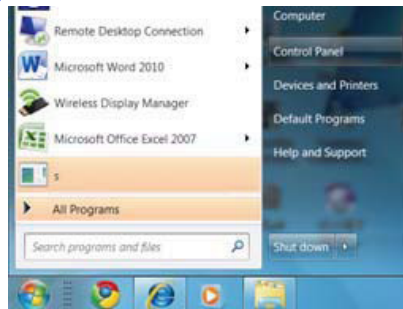 Remote Desktop Connection
Microsoft Word 2010
Wireless Display Manager
Microsoft Office Excel 2007
s
All Programs
Search programs and files
Computer
Control Panel
Devices and Printers
Default Programs
Help and Support
Shut down